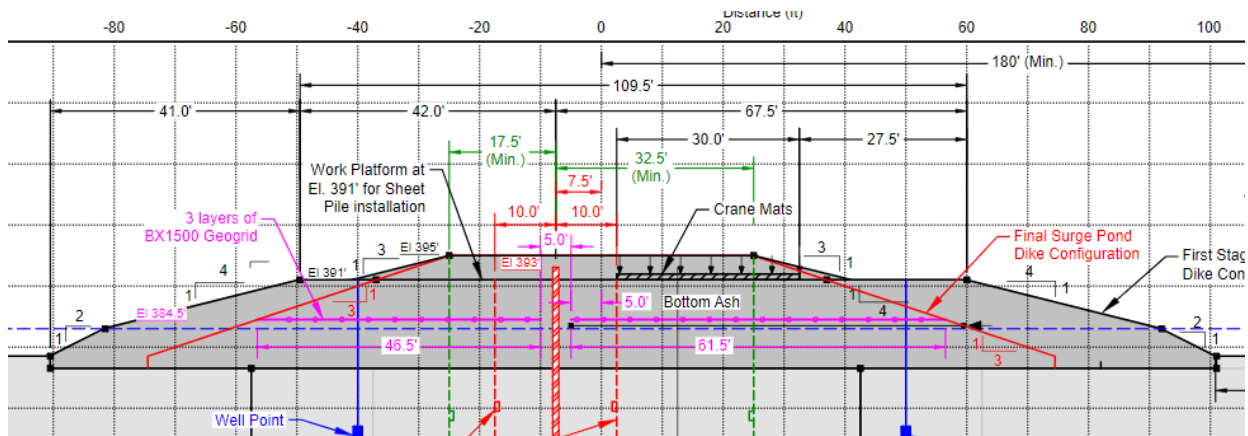 Distance (ft)
-80
-60
-40
-20
0
20
40
60
80
100
180' (Min.)
109.5'
41.0'
42.0'
67.5'
30.0'
27.5'
17.5'
(Min.)
32.5'
(Min.)
7.5'
Work Platform at
El. 391' for Sheet
Pile installation
10.0'
10.0'
Crane Mats
3 layers of
BX1500 Geogrid
5.0'
Final Surge Pond
Dike Configuration
First Stag
Dike Con
3
1
El 395'
El 393'
3
1
4
1
El 391'
4
1
1
3
Bottom Ash
5.0'
1
El 384.5'
2
1
4
2
1
46.5'
61.5'
1
3
Well Point